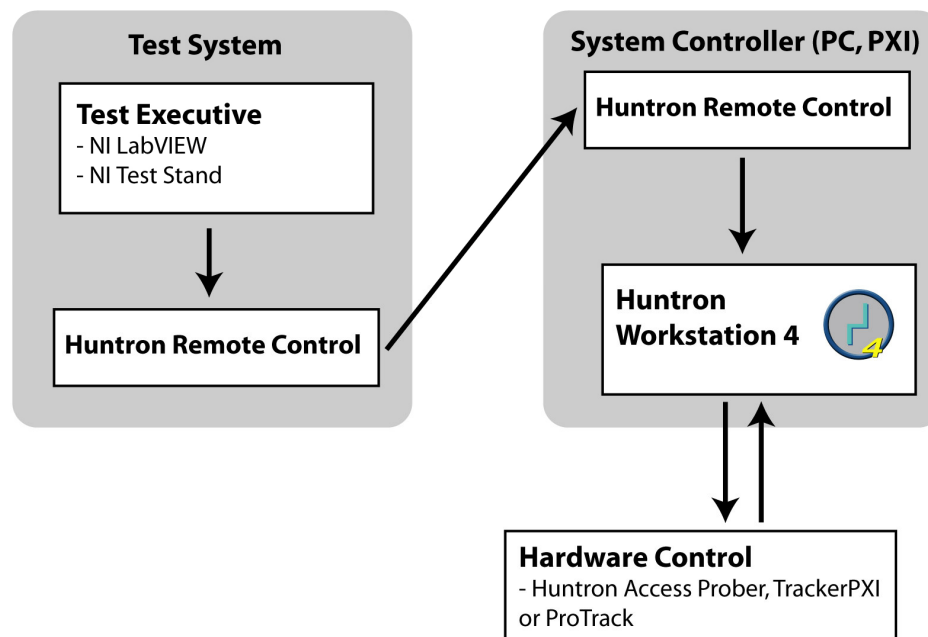 Test System
Test Executive
- NI LabVIEW
- NI Test Stand
Huntron Remote Control
System Controller (PC, PXI)
Huntron Remote Control
Huntron
Workstation 4
4
Hardware Control
- Huntron Access Prober, TrackerPXI
or ProTrack